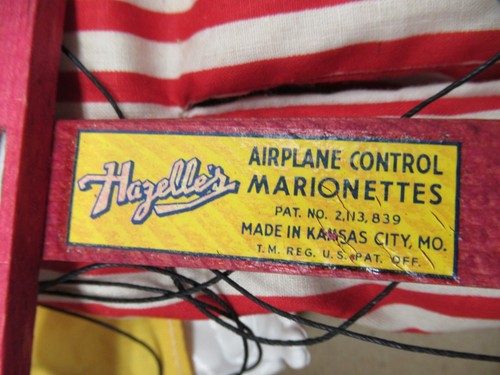 Hazelle's
AIRPLANE CONTROL
MARIONETTES
PAT. NO. 2,113,839
MADE IN KANSAS CITY, MO.
T.M. REG. U.S. PAT. OFF.